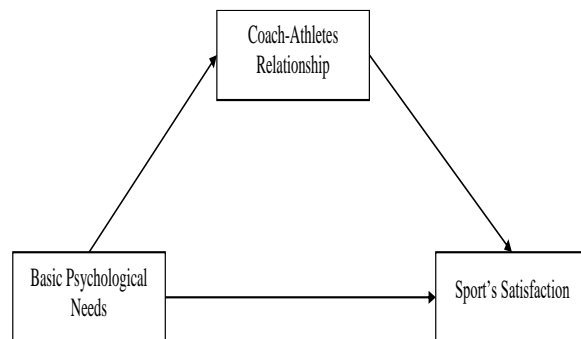 Coach-Athletes
Relationship
Basic Psychological
Needs
Sport's Satisfaction